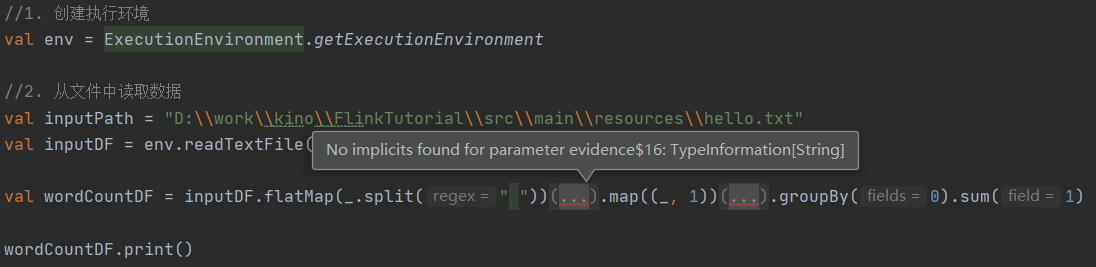 //1. 创建执行环境
val env = ExecutionEnvironment.getExecutionEnvironment
//2. 从文件中读取数据
val inputPath = "D:\\work\\kino\\FlinkTutorial\\src\\main\\resources\\hello.txt"
val inputDF = env.readTextFile(
No implicits found for parameter evidence$16: TypeInformation[String]
val wordCountDF = inputDF.flatMap(_.split( regex = " "))(...).map((_, 1))(...).groupBy( fields = 0).sum( field = 1)
wordCountDF.print()